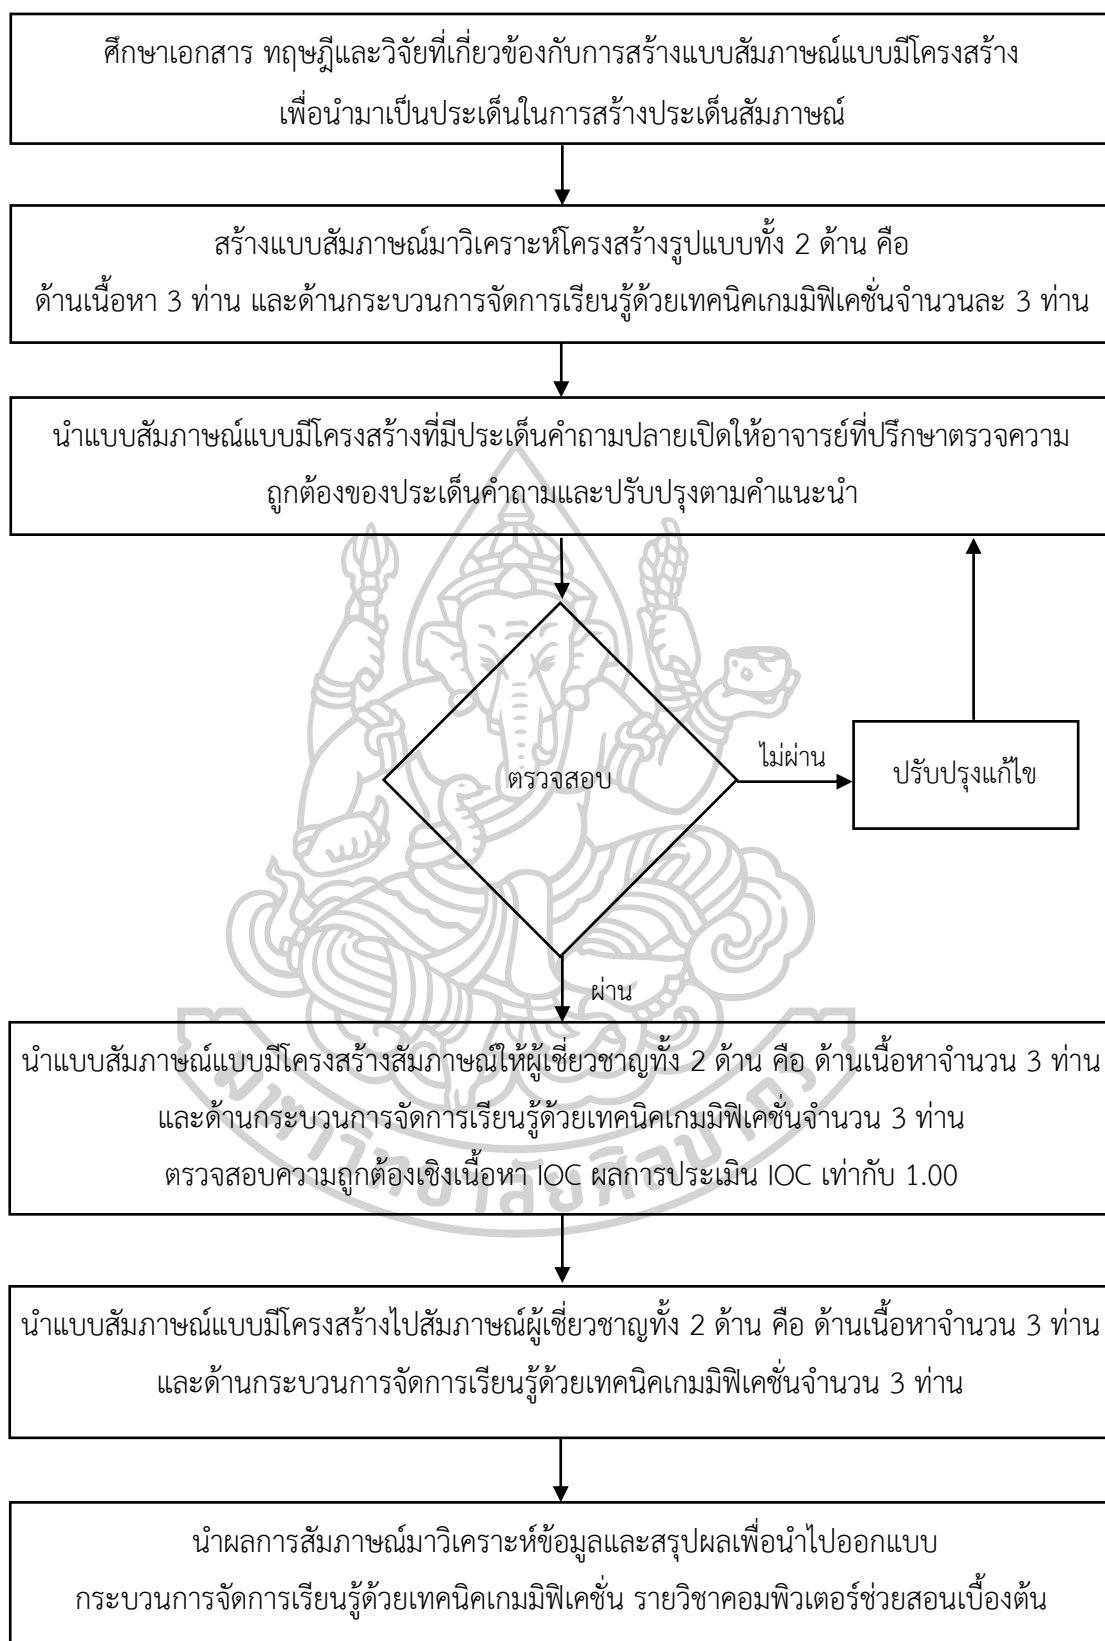 ศึกษาเอกสาร ทฤษฎีและวิจัยที่เกี่ยวข้องกับการสร้างแบบสัมภาษณ์แบบมีโครงสร้าง
เพื่อนำมาเป็นประเด็นในการสร้างประเด็นสัมภาษณ์
สร้างแบบสัมภาษณ์มาวิเคราะห์โครงสร้างรูปแบบทั้ง 2 ด้าน คือ
ด้านเนื้อหา 3 ท่าน และด้านกระบวนการจัดการเรียนรู้ด้วยเทคนิคเกมมิฟิเคชั่นจำนวนละ 3 ท่าน
นำแบบสัมภาษณ์แบบมีโครงสร้างที่มีประเด็นคำถามปลายเปิดให้อาจารย์ที่ปรึกษาตรวจความ
ถูกต้องของประเด็นคำถามและปรับปรุงตามคำแนะนำ
ตรวจสอบ
ไม่ผ่าน
ปรับปรุงแก้ไข
ผ่าน
นำแบบสัมภาษณ์แบบมีโครงสร้างสัมภาษณ์ให้ผู้เชี่ยวชาญทั้ง 2 ด้าน คือ ด้านเนื้อหาจำนวน 3 ท่าน
และด้านกระบวนการจัดการเรียนรู้ด้วยเทคนิคเกมมิฟิเคชั่นจำนวน 3 ท่าน
ตรวจสอบความถูกต้องเชิงเนื้อหา IOC ผลการประเมิน IOC เท่ากับ 1.00
มหาวิทยาลัยศิลปากร
นำแบบสัมภาษณ์แบบมีโครงสร้างไปสัมภาษณ์ผู้เชี่ยวชาญทั้ง 2 ด้าน คือ ด้านเนื้อหาจำนวน 3 ท่าน
และด้านกระบวนการจัดการเรียนรู้ด้วยเทคนิคเกมมิฟิเคชั่นจำนวน 3 ท่าน
นำผลการสัมภาษณ์มาวิเคราะห์ข้อมูลและสรุปผลเพื่อนำไปออกแบบ
กระบวนการจัดการเรียนรู้ด้วยเทคนิคเกมมิฟิเคชั่น รายวิชาคอมพิวเตอร์ช่วยสอนเบื้องต้น